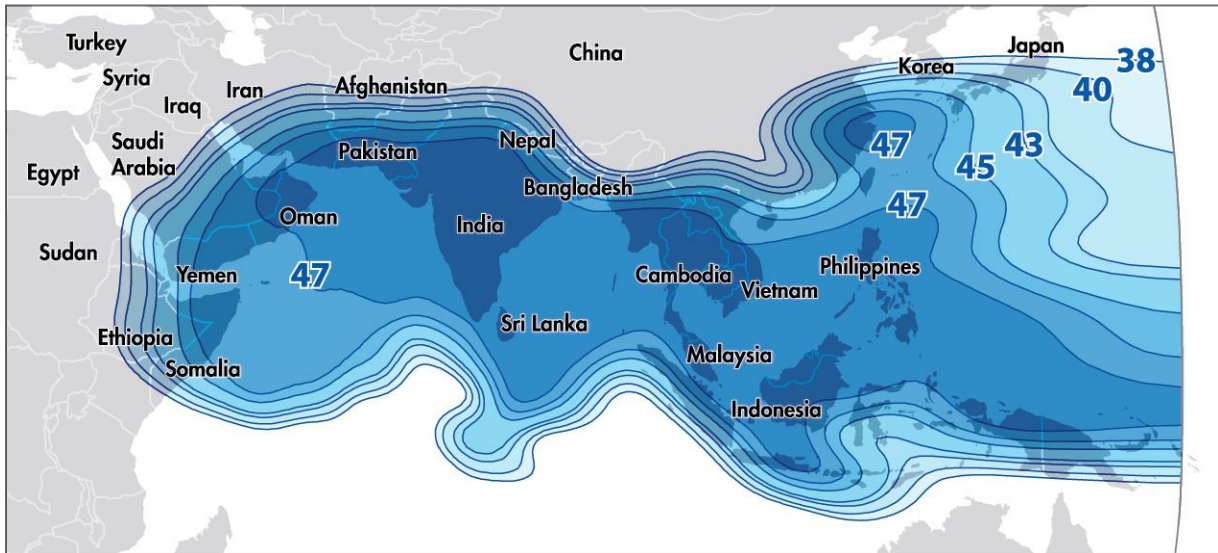 Turkey
China
Japan
38
Syria
Iran
Afghanistan
Korea
40
Iraq
Saudi
Arabia
Pakistan
Nepal
47
43
45
Egypt
Bangladesh
47
Oman
India
Sudan
Yemen
47
Cambodia
Vietnam
Philippines
Ethiopia
Sri Lanka
Somalia
Malaysia
Indonesia